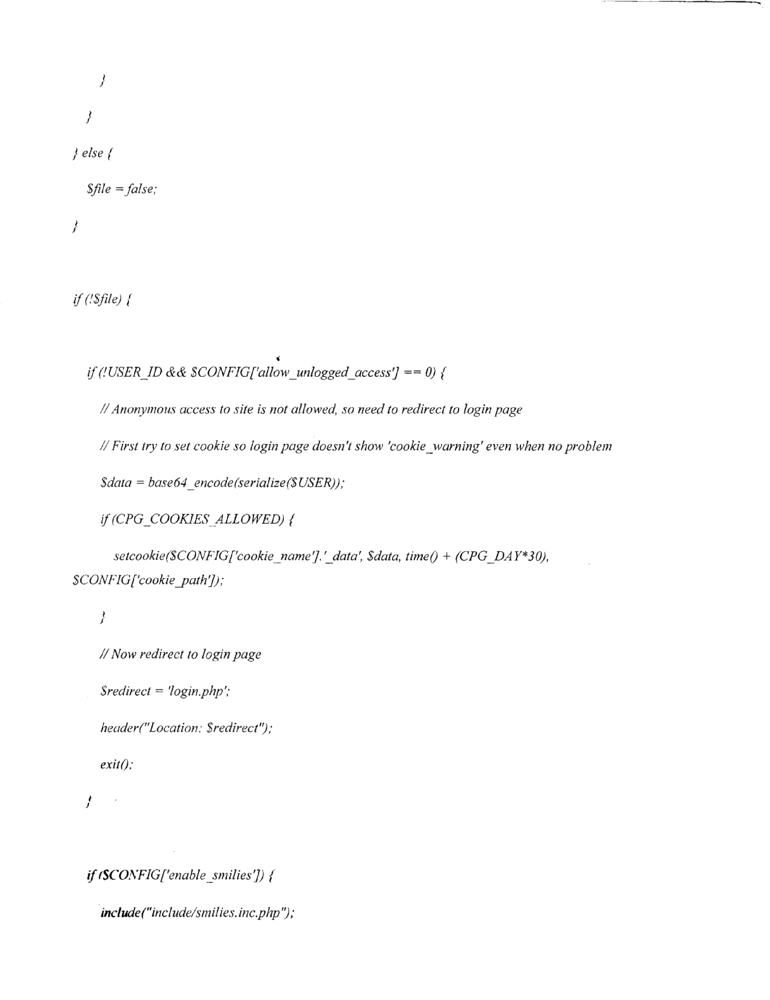 }
}
} else {
$file = false;
}
if (!$file) {
if (!USER_ID && $CONFIG['allow_unlogged_access'] == 0) {
// Anonymous access to site is not allowed, so need to redirect to login page
// First try to set cookie so login page doesn't show 'cookie_warning' even when no problem
$data = base64_encode(serialize($USER));
if (CPG_COOKIES_ALLOWED) {
setcookie($CONFIG['cookie_name'].'_data', $data, time() + (CPG_DAY*30),
$CONFIG['cookie_path']);
}
// Now redirect to login page
$redirect = 'login.php';
header("Location: $redirect");
exit();
}
if ($CONFIG['enable_smilies']) {
include("include/smilies.inc.php");